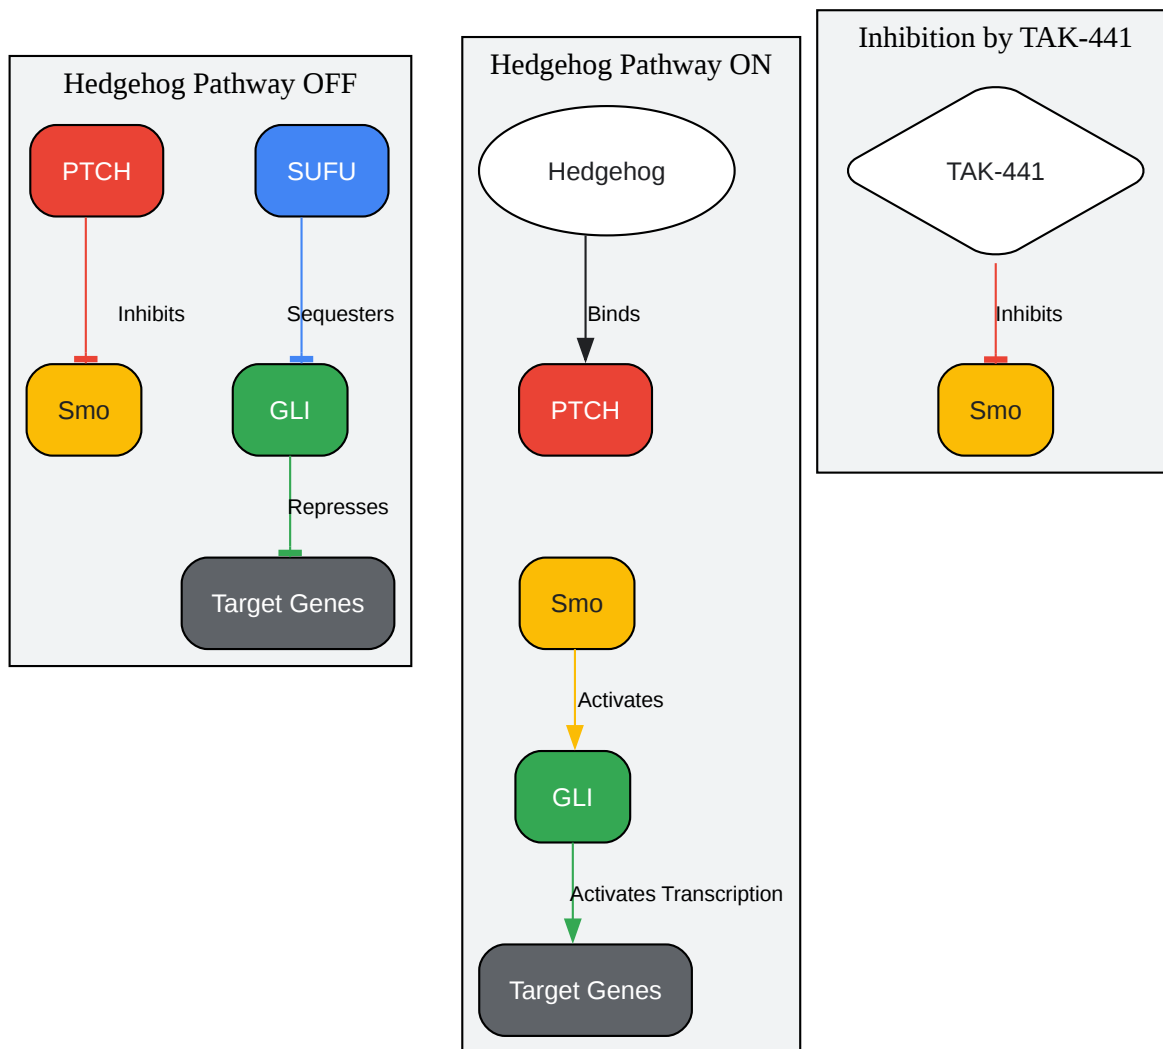 Hedgehog Pathway OFF
PTCH
SUFU
Inhibits
Sequesters
Smo
GLI
Represses
Target Genes
Hedgehog Pathway ON
Hedgehog
Binds
PTCH
Smo
Activates
GLI
Activates Transcription
Target Genes
Inhibition by TAK-441
TAK-441
Inhibits
Smo